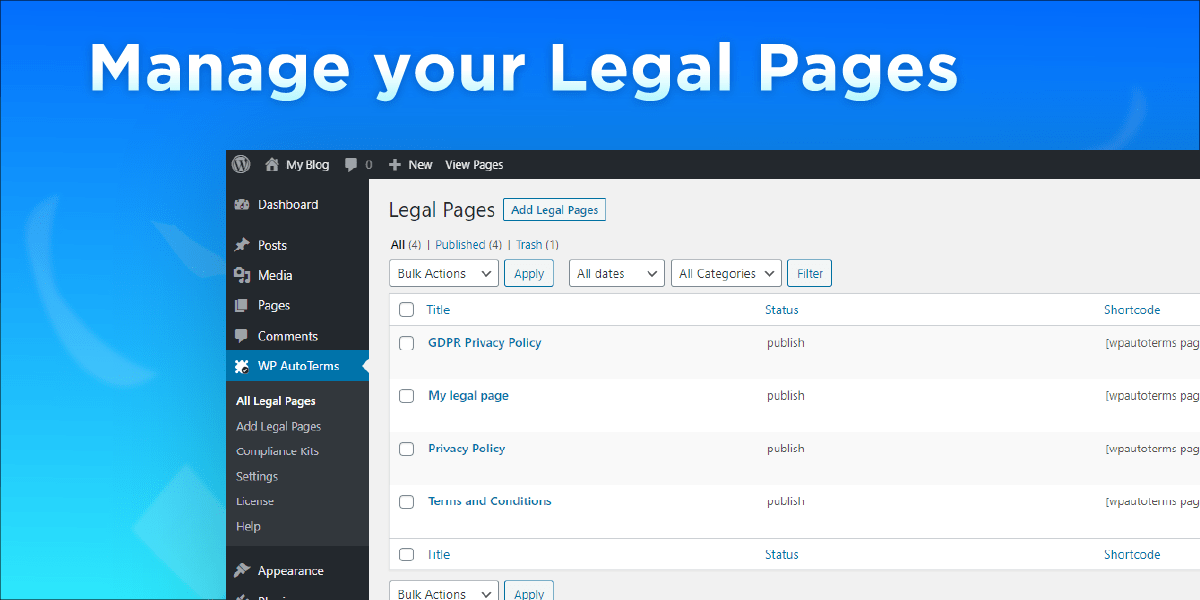 Manage your Legal Pages
My Blog 0 New View Pages
Dashboard
Posts
Media
Pages
Comments
WP AutoTerms
All Legal Pages
Add Legal Pages
Compliance Kits
Settings
License
Help
Appearance
Legal Pages Add Legal Pages
All (4) | Published (4) | Trash (1)
Bulk Actions Apply All dates All Categories Filter
Title Status Shortcode
GDPR Privacy Policy publish [wpautoterms pag
My legal page publish [wpautoterms pag
Privacy Policy publish [wpautoterms pag
Terms and Conditions publish [wpautoterms pag
Title Status Shortcode
Bulk Actions Apply